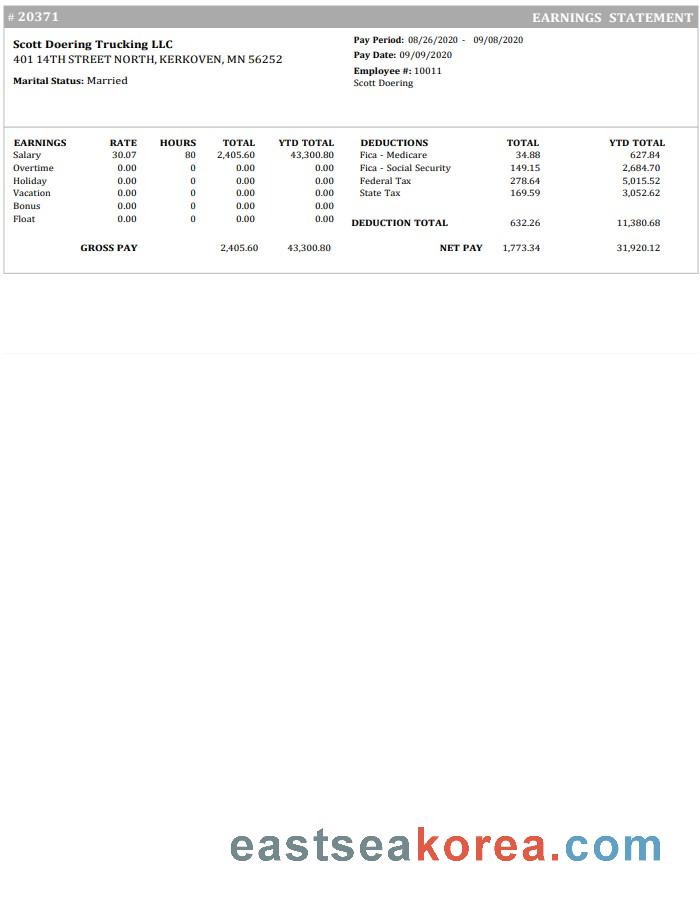 # 20371 EARNINGS STATEMENT
Scott Doering Trucking LLC
401 14TH STREET NORTH, KERKOVEN, MN 56252
Marital Status: Married
Pay Period: 08/26/2020 - 09/08/2020
Pay Date: 09/09/2020
Employee #: 10011
Scott Doering
EARNINGS RATE HOURS TOTAL YTD TOTAL
Salary 30.07 80 2,405.60 43,300.80
Overtime 0.00 0 0.00 0.00
Holiday 0.00 0 0.00 0.00
Vacation 0.00 0 0.00 0.00
Bonus 0.00 0 0.00 0.00
Float 0.00 0 0.00 0.00
GROSS PAY 2,405.60 43,300.80
DEDUCTIONS TOTAL YTD TOTAL
Fica - Medicare 34.88 627.84
Fica - Social Security 149.15 2,684.70
Federal Tax 278.64 5,015.52
State Tax 169.59 3,052.62
DEDUCTION TOTAL 632.26 11,380.68
NET PAY 1,773.34 31,920.12
eastseakorea.com